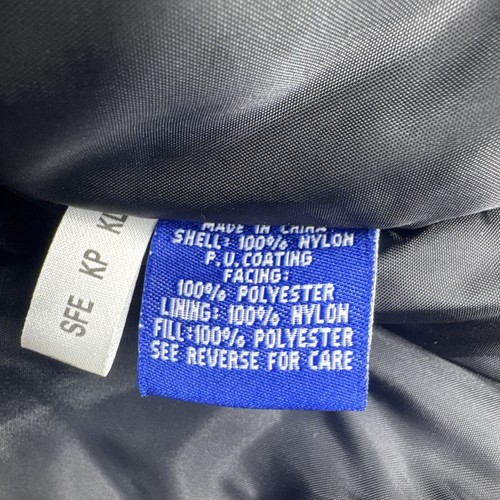 MADE IN CHINA
SHELL: 100% NYLON
P.U.COATING
FACING:
100% POLYESTER
LINING: 100% NYLON
FILL:100% POLYESTER
SEE REVERSE FOR CARE
SFE KP